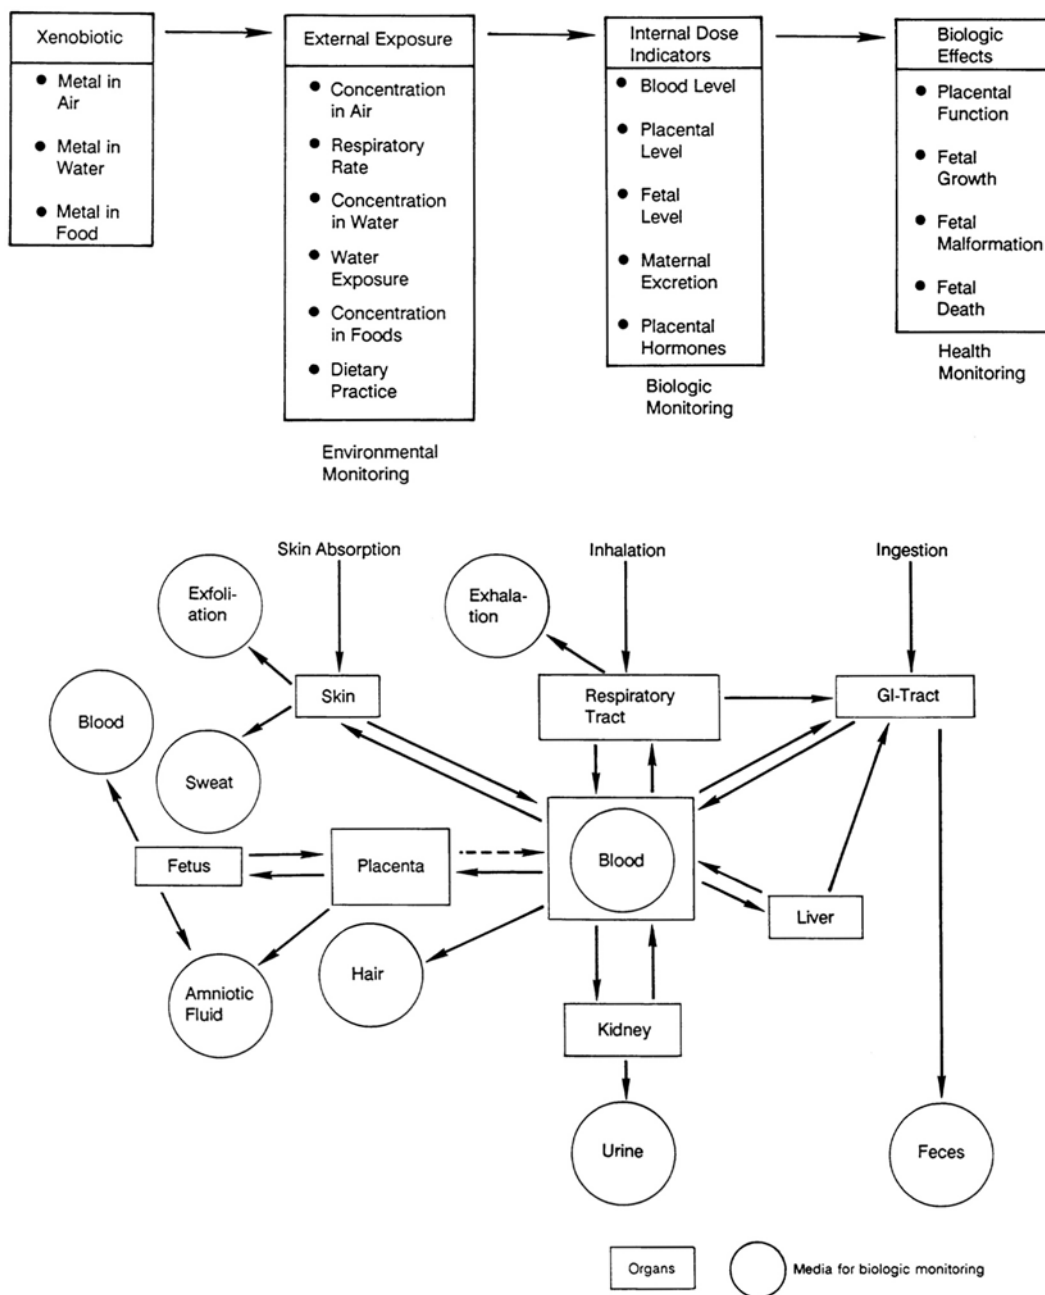 Xenobiotic
Metal in
Air
Metal in
Water
Metal in
Food
External Exposure
Concentration
in Air
Respiratory
Rate
Concentration
in Water
Water
Exposure
Concentration
in Foods
Dietary
Practice
Environmental
Monitoring
Internal Dose
Indicators
Blood Level
Placental
Level
Fetal
Level
Maternal
Excretion
Placental
Hormones
Biologic
Monitoring
Biologic
Effects
Placental
Function
Fetal
Growth
Fetal
Malformation
Fetal
Death
Health
Monitoring
Skin Absorption
Inhalation
Ingestion
Exfoli-
ation
Exhala-
tion
Skin
Respiratory
Tract
GI-Tract
Blood
Sweat
Fetus
Placenta
Blood
Liver
Hair
Amniotic
Fluid
Kidney
Urine
Feces
Organs
Media for biologic monitoring